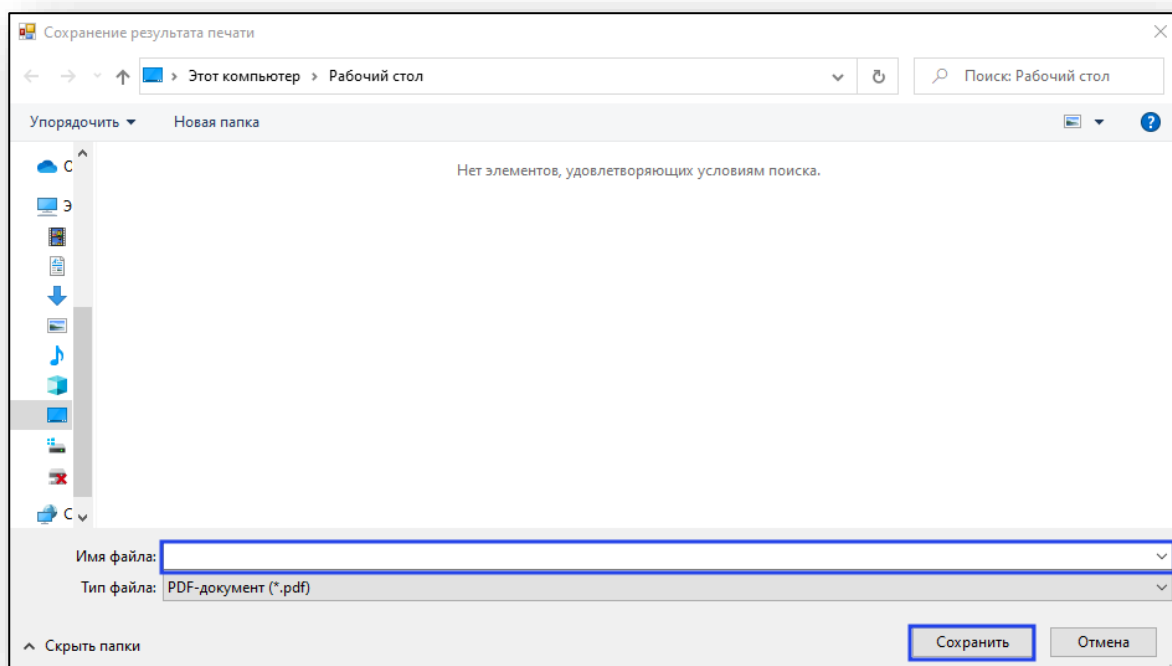 Сохранение результата печати
Этот компьютер › Рабочий стол
Поиск: Рабочий стол
Упорядочить
Новая папка
?
Нет элементов, удовлетворяющих условиям поиска.
О
Э
С
Имя файла:
Тип файла: PDF-документ (*.pdf)
Скрыть папки
Сохранить
Отмена